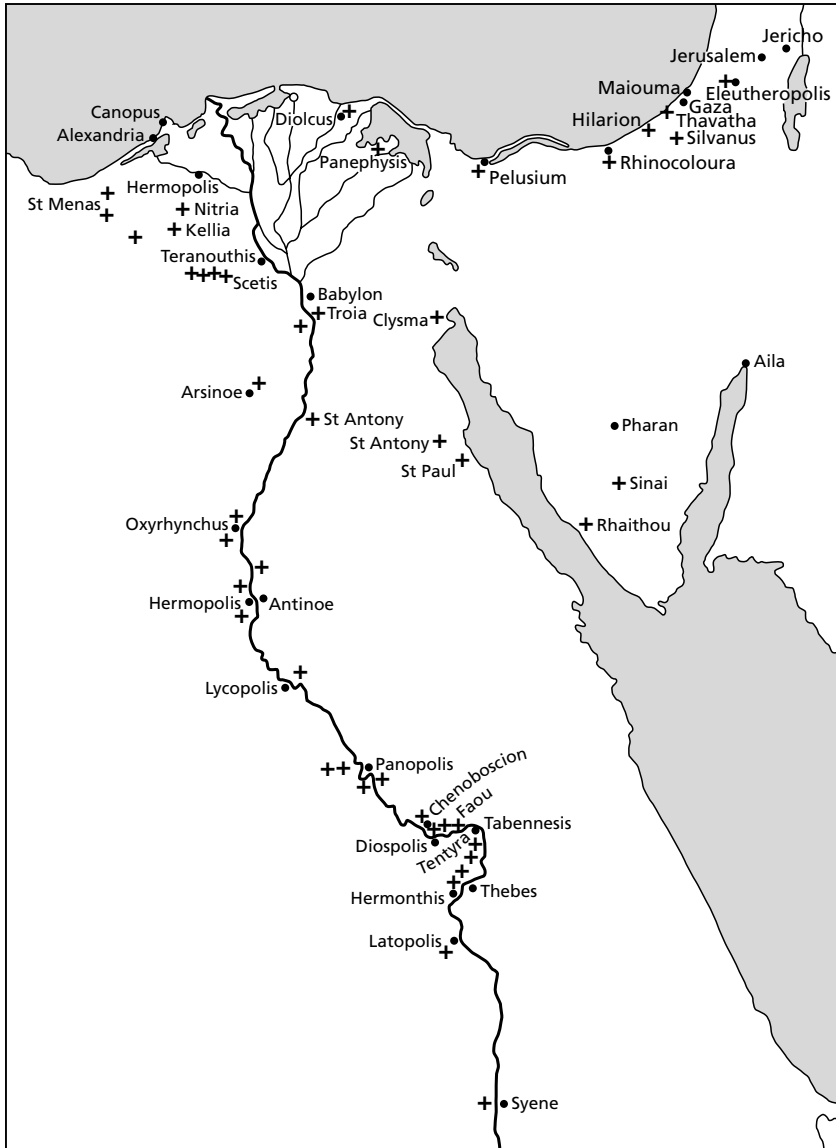 Jericho
Jerusalem
Maiouma
Eleutheropolis
Gaza
Canopus
Diolcus
Thavatha
Alexandria
Hilarion
Silvanus
Panephysis
Rhinocoloura
Pelusium
Hermopolis
St Menas
Nitria
Kellia
Teranouthis
Scetis
Babylon
Troia
Clysma
Aila
Arsinoe
St Antony
Pharan
St Antony
St Paul
Sinai
Oxyrhynchus
Rhaithou
Hermopolis
Antinoe
Lycopolis
Panopolis
Chenoboscion
Faou
Tabennesis
Diospolis
Tentyra
Hermonthis
Thebes
Latopolis
Syene